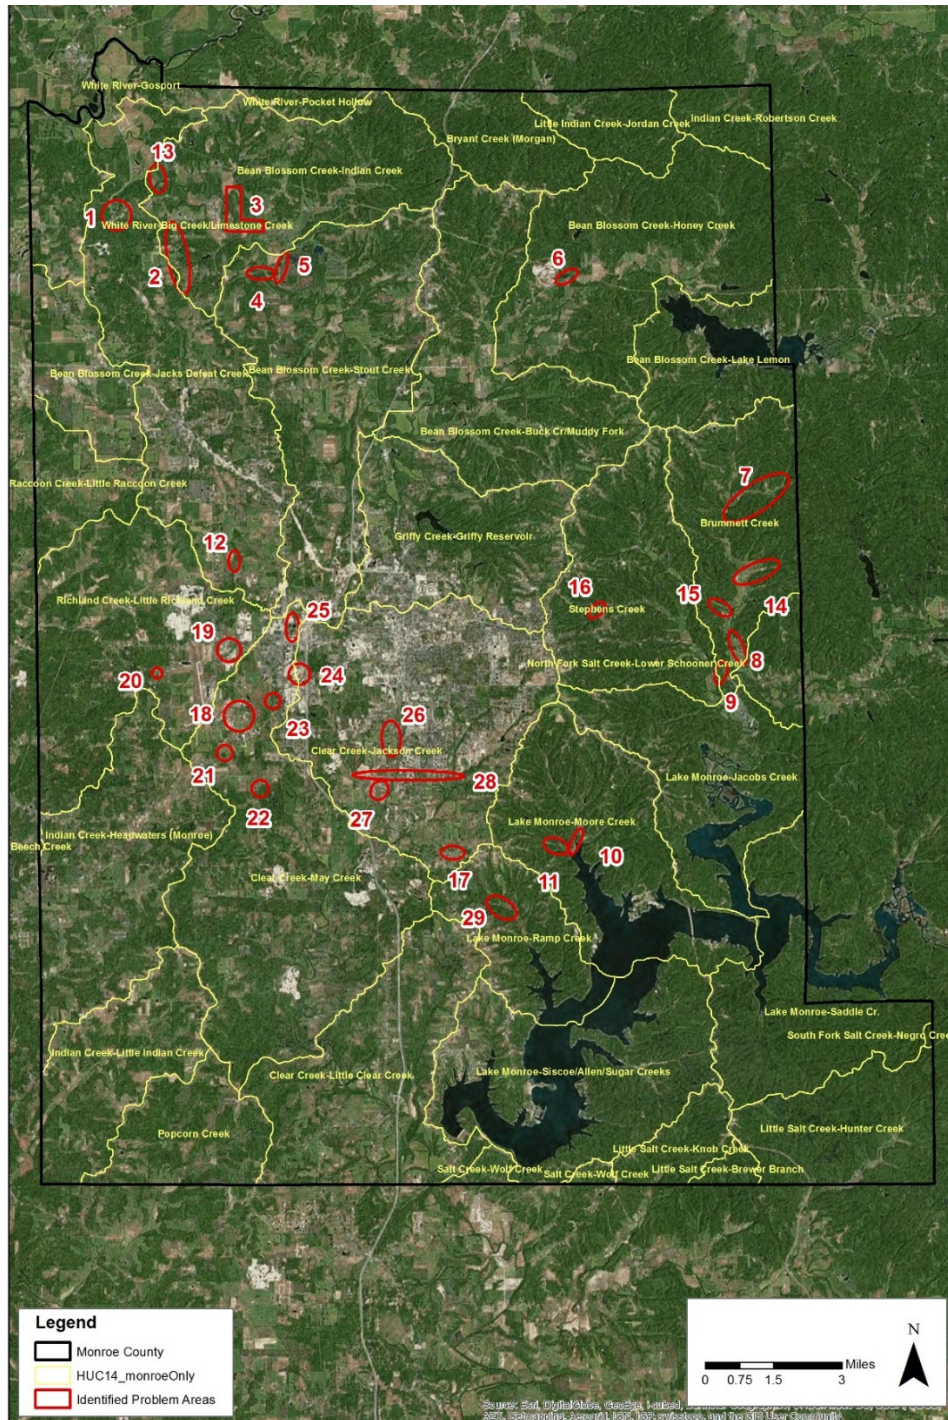 White River-Gosport
White River-Pocket Hollow
Little Indian Creek-Jordan Creek
Indian Creek-Robertson Creek
Bryant Creek (Morgan)
13
Bean Blossom Creek-Indian Creek
1
3
White River-Big Creek/Limestone Creek
Bean Blossom Creek-Honey Creek
2
5
4
6
Bean Blossom Creek-Lake Lemon
Bean Blossom Creek-Jacks Defeat Creek
Bean Blossom Creek-Stout Creek
Bean Blossom Creek-Buck Cr/Muddy Fork
7
Raccoon Creek-Little Raccoon Creek
Brummett Creek
12
Griffy Creek-Griffy Reservoir
16
15
14
Richland Creek-Little Richland Creek
Stephens Creek
25
19
20
24
North Fork Salt Creek-Lower Schooner Creek
8
9
18
23
26
21
Clear Creek-Jackson Creek
28
Lake Monroe-Jacobs Creek
22
27
Lake Monroe-Moore Creek
Indian Creek-Headwaters (Monroe)
Beech Creek
10
17
11
Clear Creek-May Creek
29
Lake Monroe-Ramp Creek
Lake Monroe-Saddle Cr.
South Fork Salt Creek-Negro Cree
Indian Creek-Little Indian Creek
Clear Creek-Little Clear Creek
Lake Monroe-Siscoe/Allen/Sugar Creeks
Popcorn Creek
Little Salt Creek-Hunter Creek
Little Salt Creek-Knob Creek
Salt Creek-Wolf Creek
Salt Creek-Wolf Creek
Little Salt Creek-Brewer Branch
Legend
Monroe County
HUC14_monroeOnly
Identified Problem Areas
N
Miles
0 0.75 1.5 3
Source: Esri, DigitalGlobe, GeoEye,